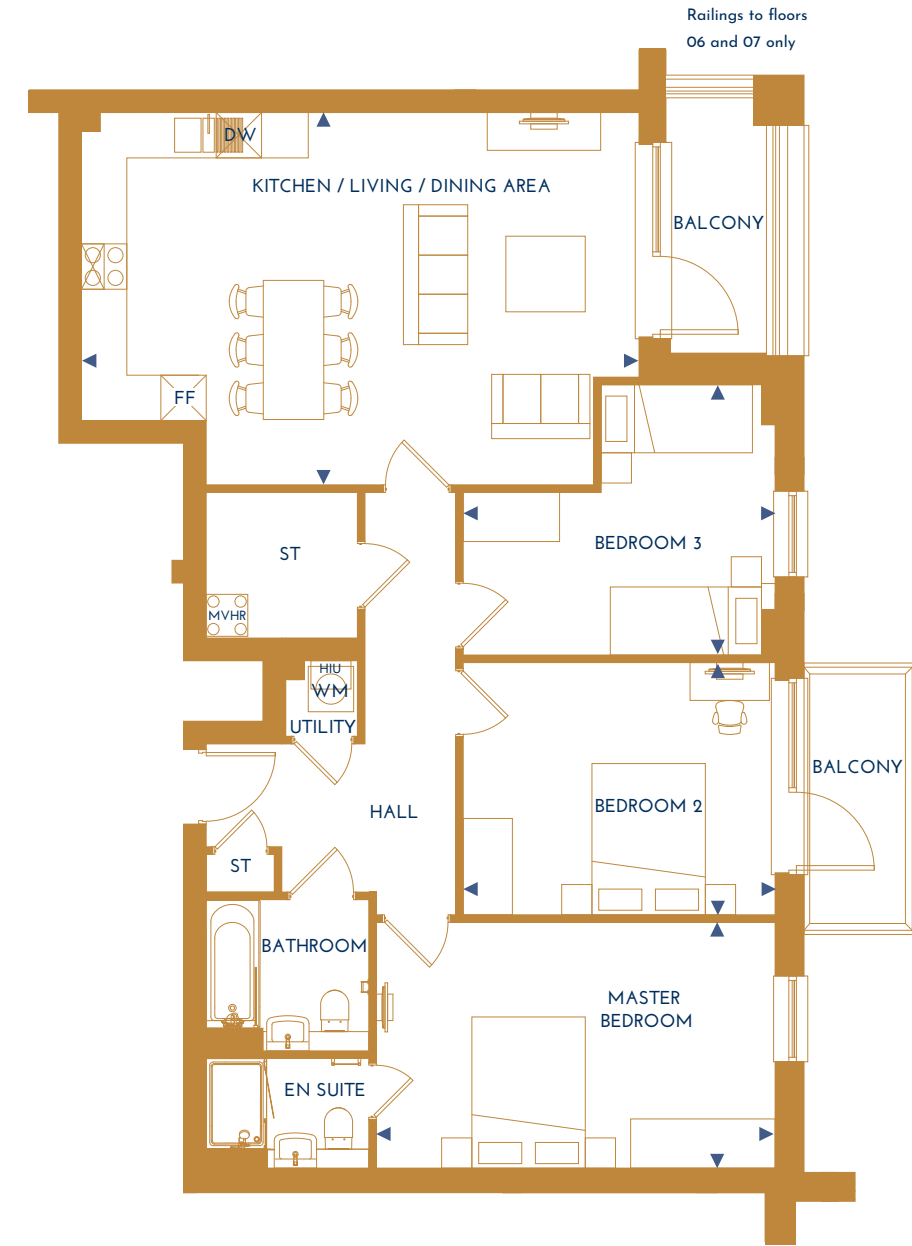 Railings to floors
06 and 07 only
DW
KITCHEN / LIVING / DINING AREA
BALCONY
FF
ST
BEDROOM 3
MVHR
HIU
WM
UTILITY
BALCONY
BEDROOM 2
HALL
ST
BATHROOM
MASTER
BEDROOM
EN SUITE